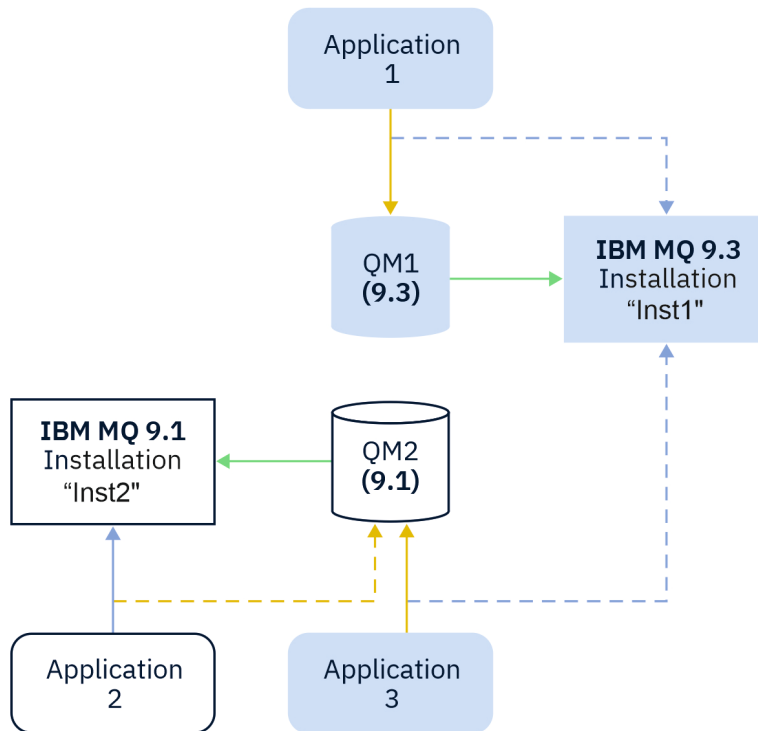 Application
1
QM1
(9.3)
IBM MQ 9.3
Installation
“Inst1"
IBM MQ 9.1
Installation
“Inst2"
QM2
(9.1)
Application
2
Application
3